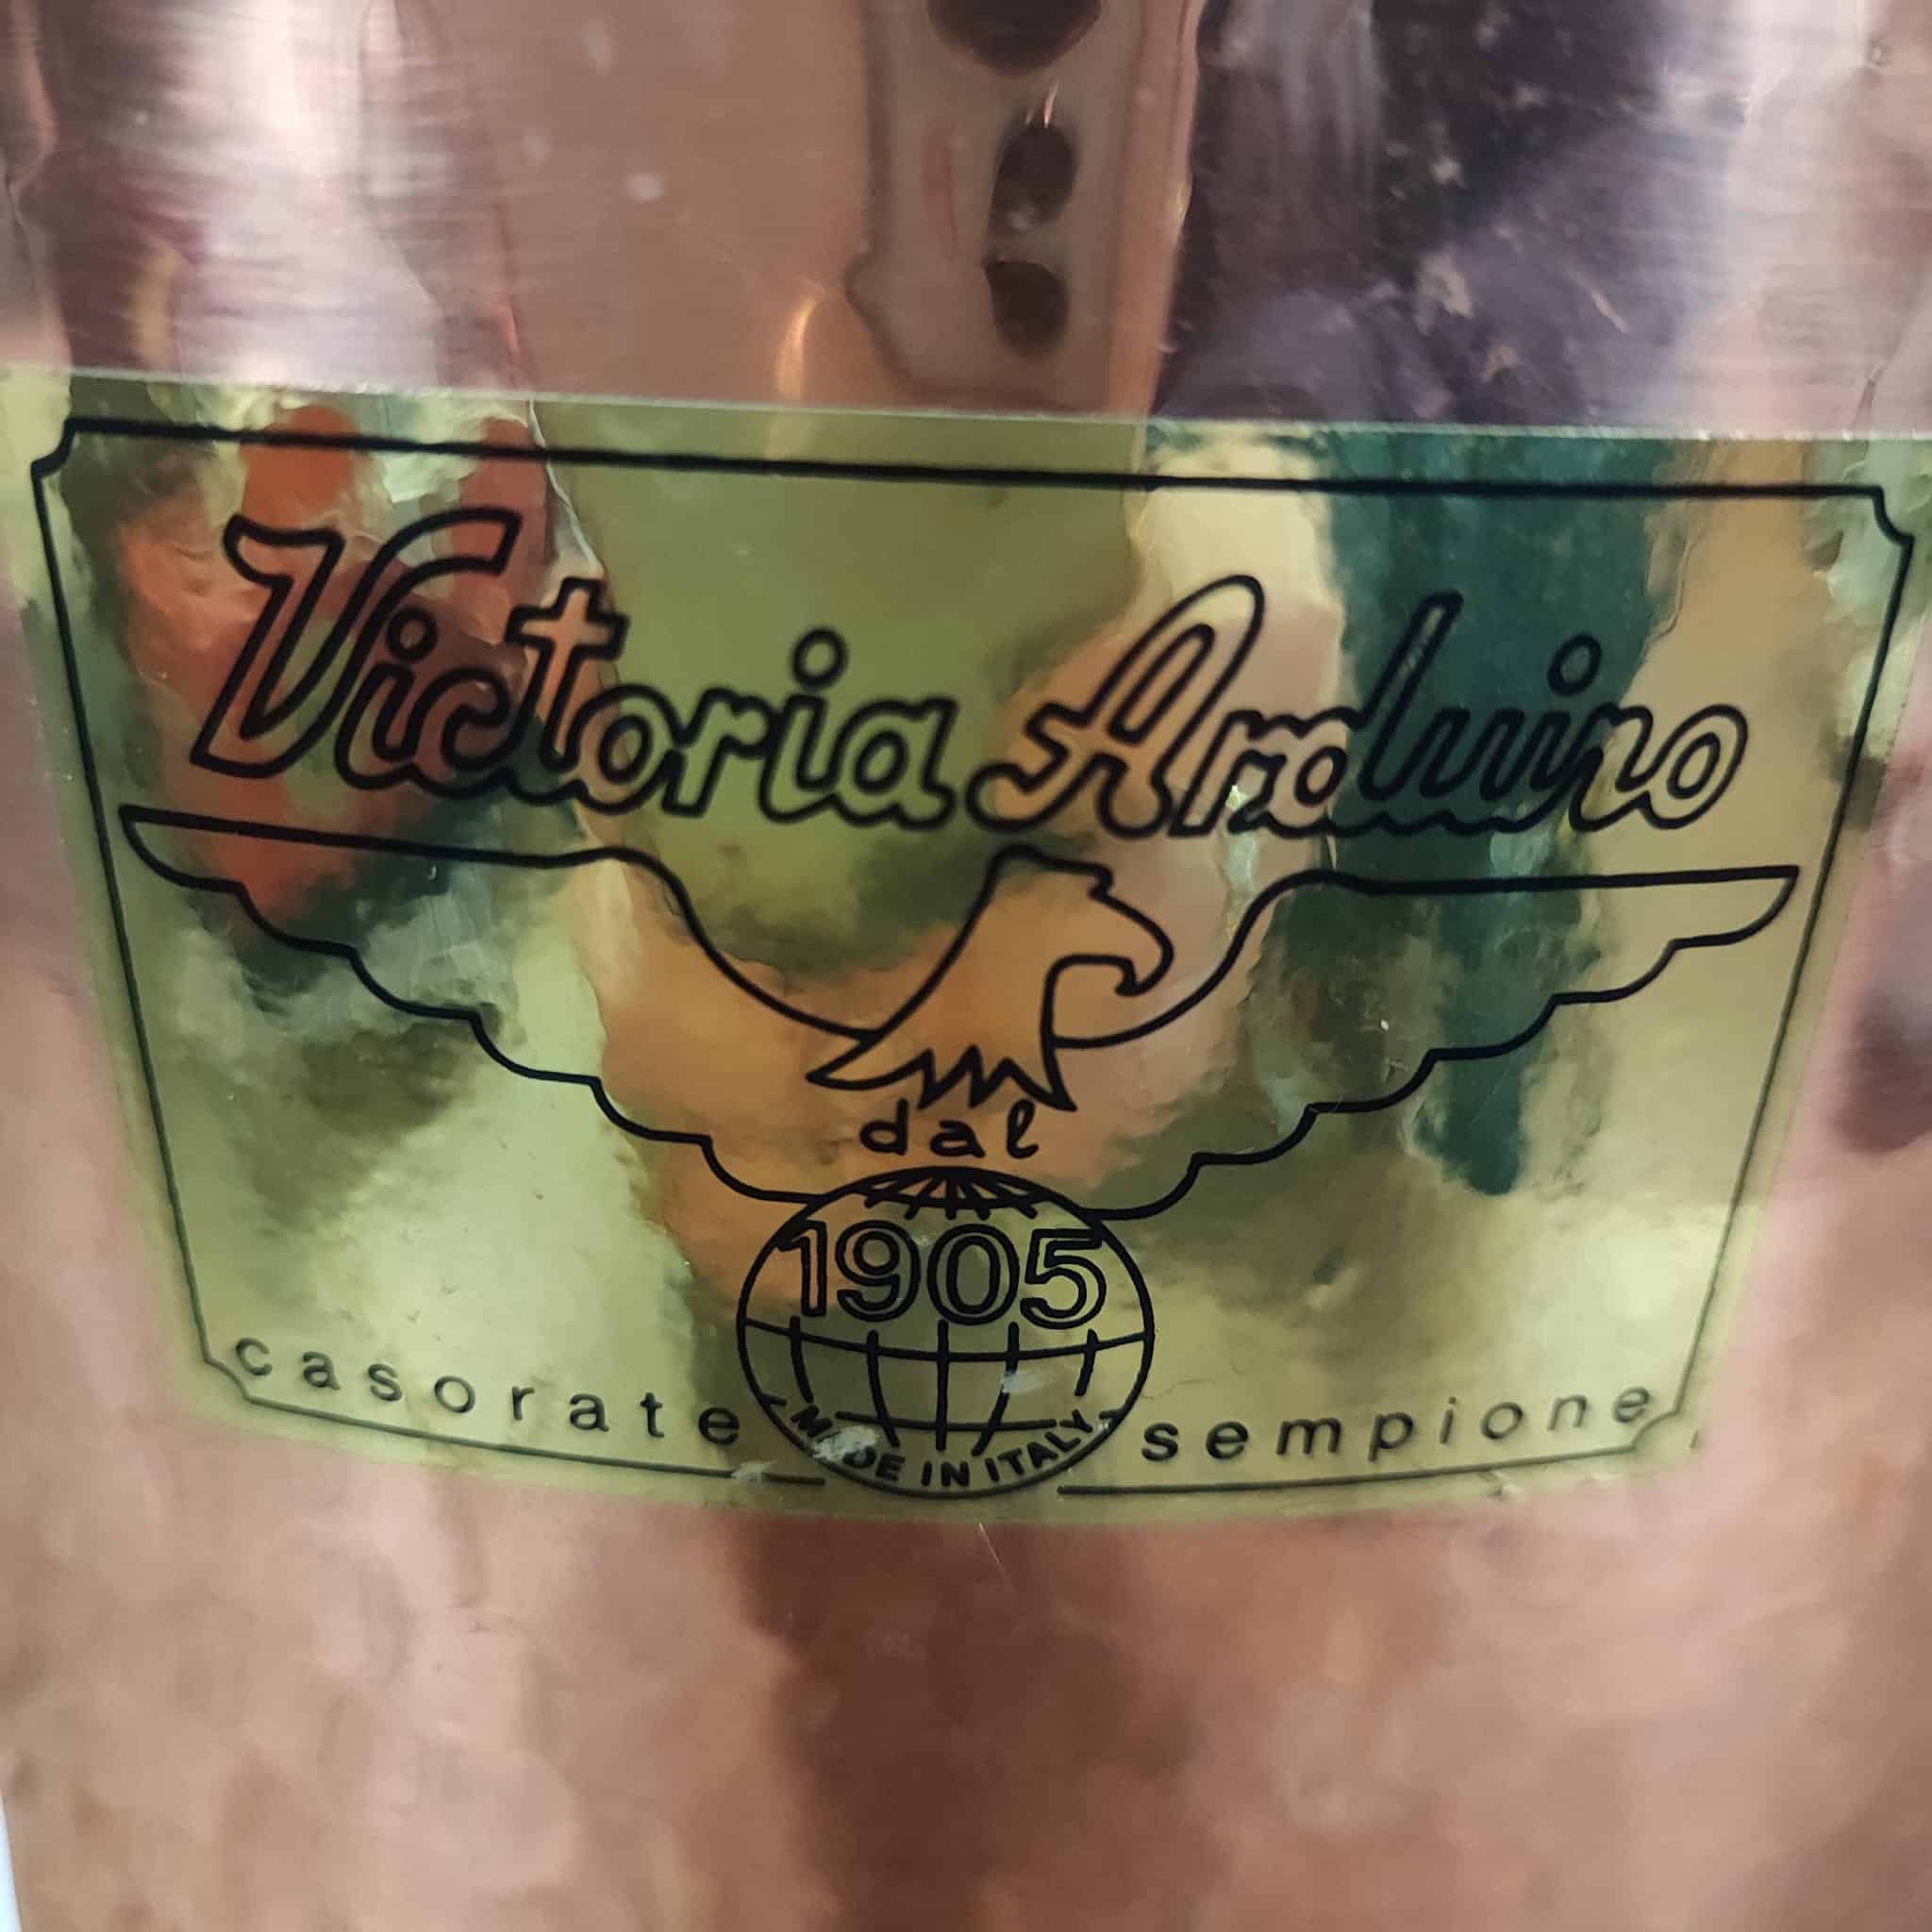 Victoria Arduino
dal
1905
casorate sempione
MADE IN ITALY